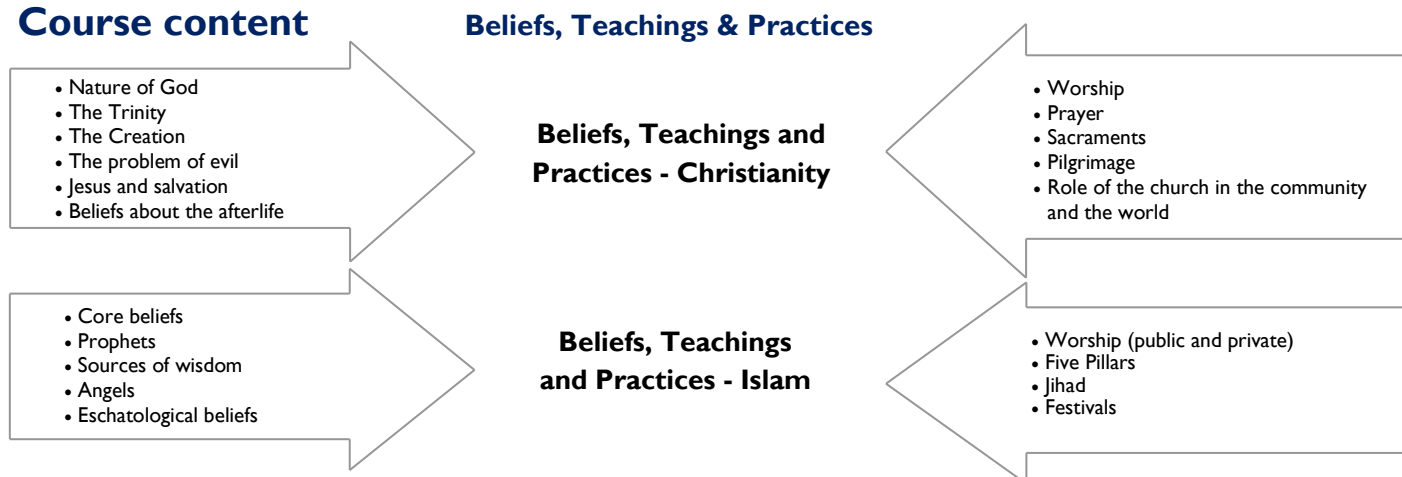 Course content
Beliefs, Teachings & Practices
• Nature of God
• The Trinity
• The Creation
• The problem of evil
• Jesus and salvation
• Beliefs about the afterlife
Beliefs, Teachings and
Practices - Christianity
• Worship
• Prayer
• Sacraments
• Pilgrimage
• Role of the church in the community
and the world
• Core beliefs
• Prophets
• Sources of wisdom
• Angels
• Eschatological beliefs
Beliefs, Teachings
and Practices - Islam
• Worship (public and private)
• Five Pillars
• Jihad
• Festivals